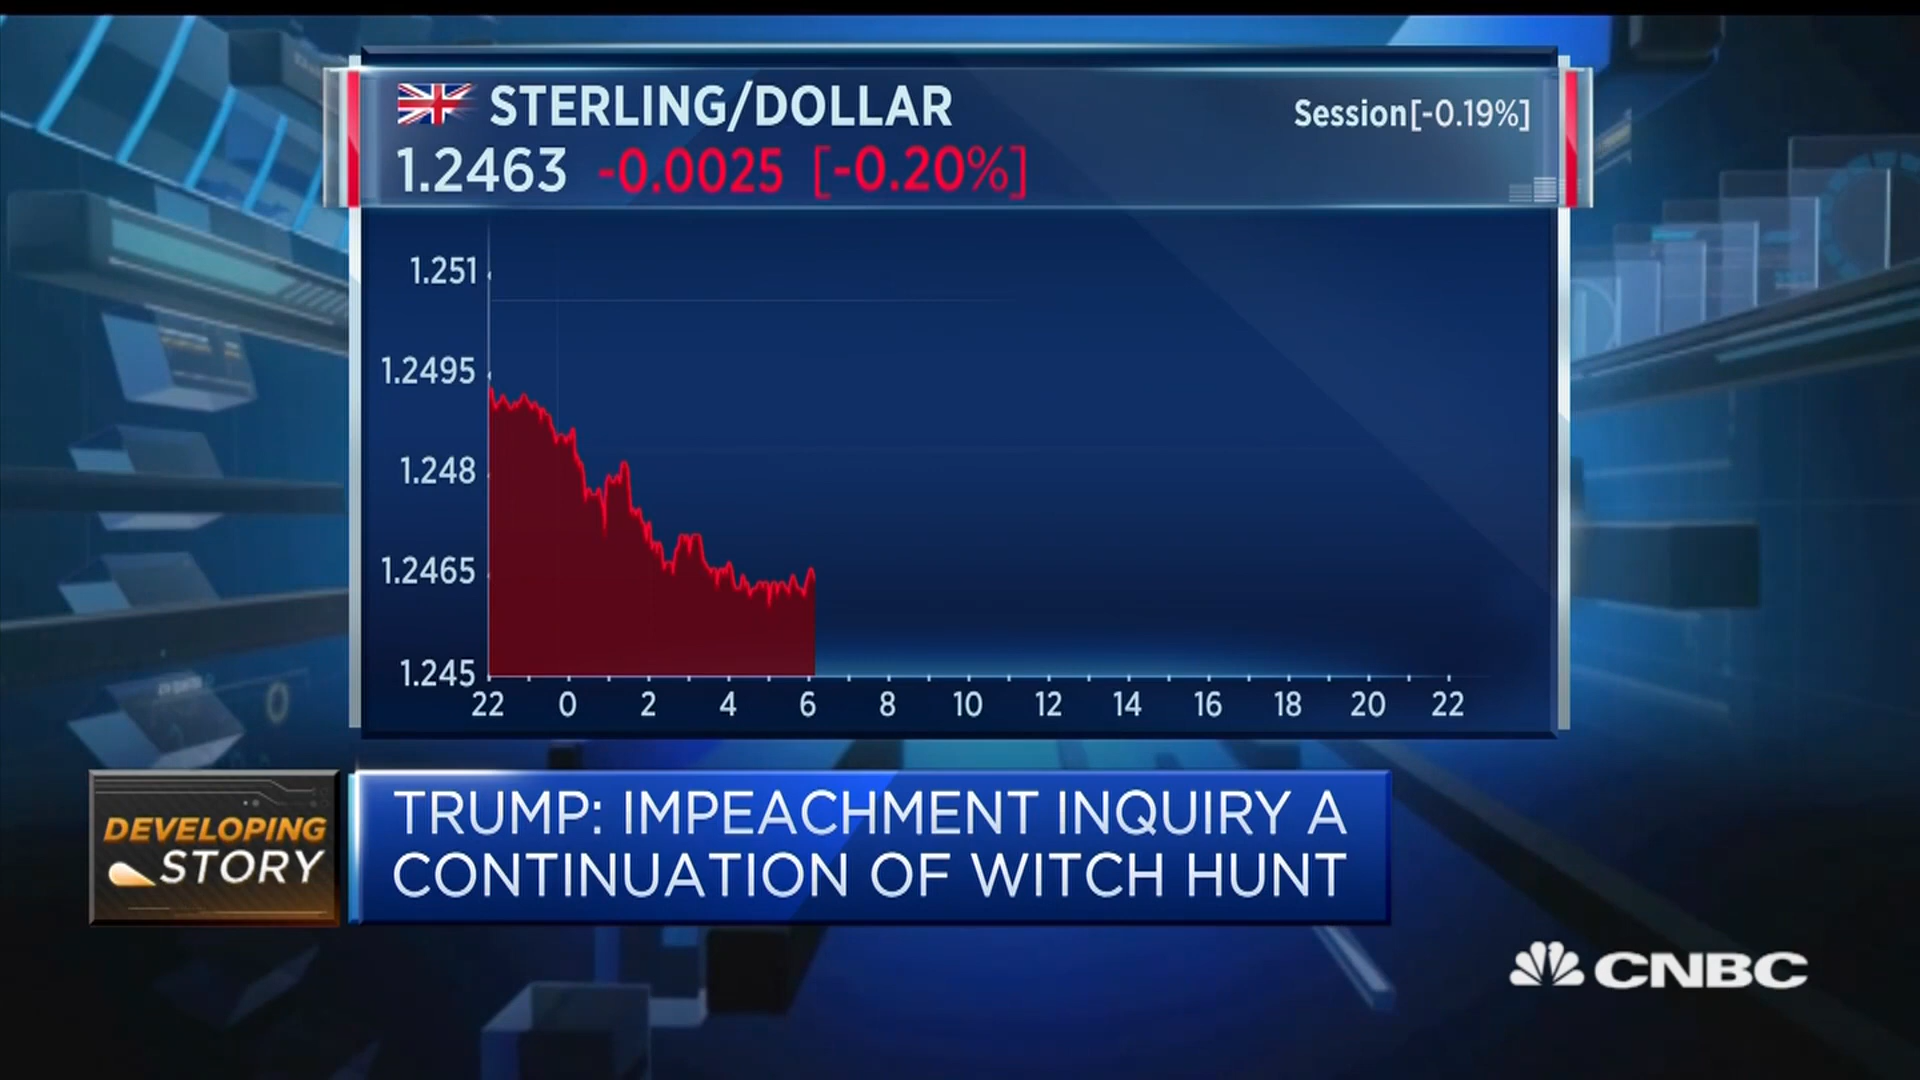 STERLING/DOLLAR
Session[-0.19%]
1.2463 -0.0025 [-0.20%]
1.251
1.2495
1.248
1.2465
1.245
22 0 2 4 6 8 10 12 14 16 18 20 22
DEVELOPING
STORY
TRUMP: IMPEACHMENT INQUIRY A
CONTINUATION OF WITCH HUNT
CNBC